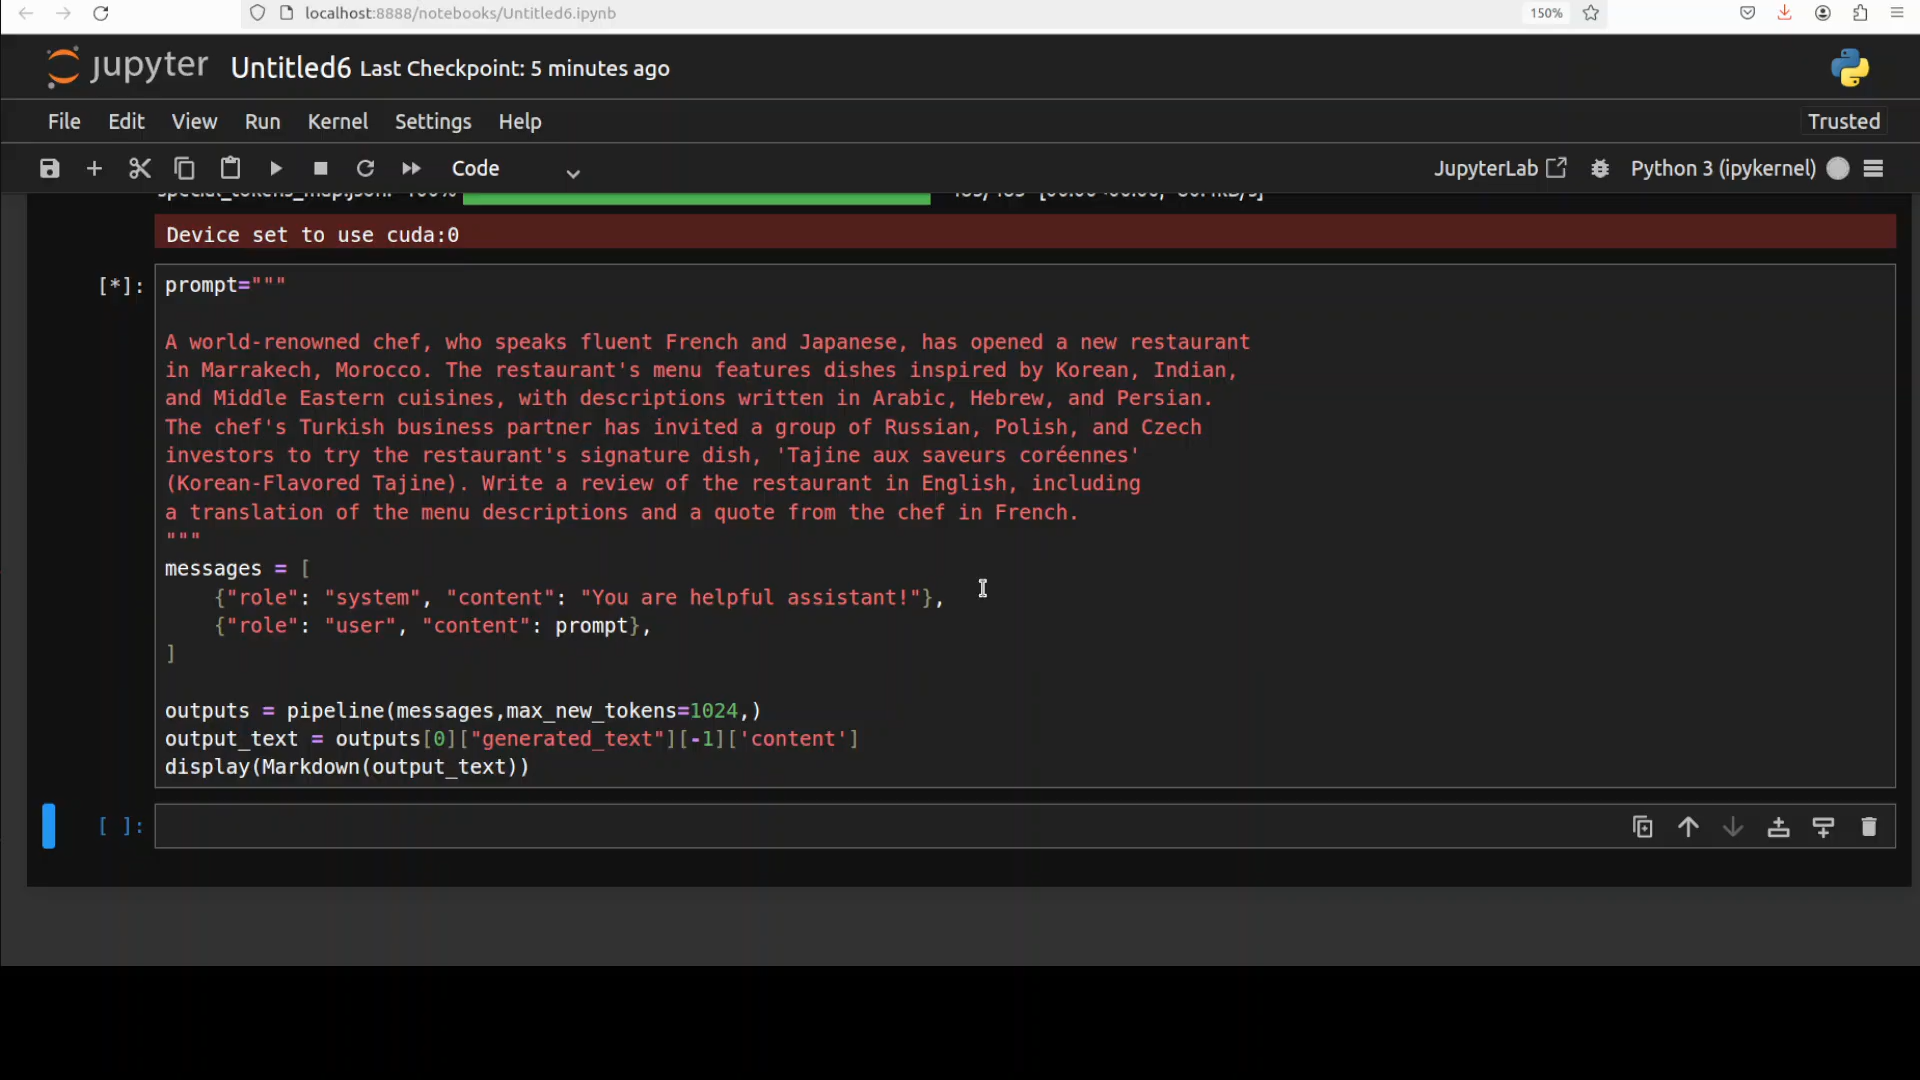 localhost:8888/notebooks/Untitled6.ipynb
150%
jupyter Untitled6 Last Checkpoint: 5 minutes ago
File Edit View Run Kernel Settings Help
Trusted
Code
JupyterLab
Python 3 (ipykernel)
Device set to use cuda:0
[*]:
prompt="""
A world-renowned chef, who speaks fluent French and Japanese, has opened a new restaurant
in Marrakech, Morocco. The restaurant's menu features dishes inspired by Korean, Indian,
and Middle Eastern cuisines, with descriptions written in Arabic, Hebrew, and Persian.
The chef's Turkish business partner has invited a group of Russian, Polish, and Czech
investors to try the restaurant's signature dish, 'Tajine aux saveurs coréennes'
(Korean-Flavored Tajine). Write a review of the restaurant in English, including
a translation of the menu descriptions and a quote from the chef in French.
"""
messages = [
    {"role": "system", "content": "You are helpful assistant!"},
    {"role": "user", "content": prompt},
]
outputs = pipeline(messages,max_new_tokens=1024,)
output_text = outputs[0]["generated_text"][-1]['content']
display(Markdown(output_text))
[ ]: